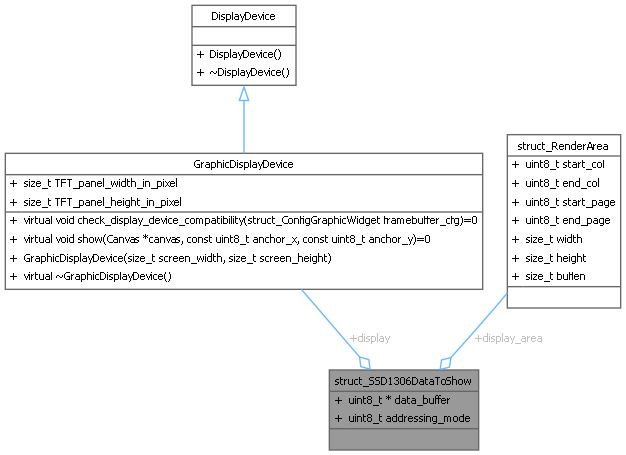 DisplayDevice
+ DisplayDevice()
+ ~DisplayDevice()
GraphicDisplayDevice
+ size_t TFT_panel_width_in_pixel
+ size_t TFT_panel_height_in_pixel
+ virtual void check_display_device_compatibility(struct_ConfigGraphicWidget framebuffer_cfg)=0
+ virtual void show(Canvas *canvas, const uint8_t anchor_x, const uint8_t anchor_y)=0
+ GraphicDisplayDevice(size_t screen_width, size_t screen_height)
+ virtual ~GraphicDisplayDevice()
struct_RenderArea
+ uint8_t start_col
+ uint8_t end_col
+ uint8_t start_page
+ uint8_t end_page
+ size_t width
+ size_t height
+ size_t buflen
+display
+display_area
struct_SSD1306DataToShow
+ uint8_t * data_buffer
+ uint8_t addressing_mode